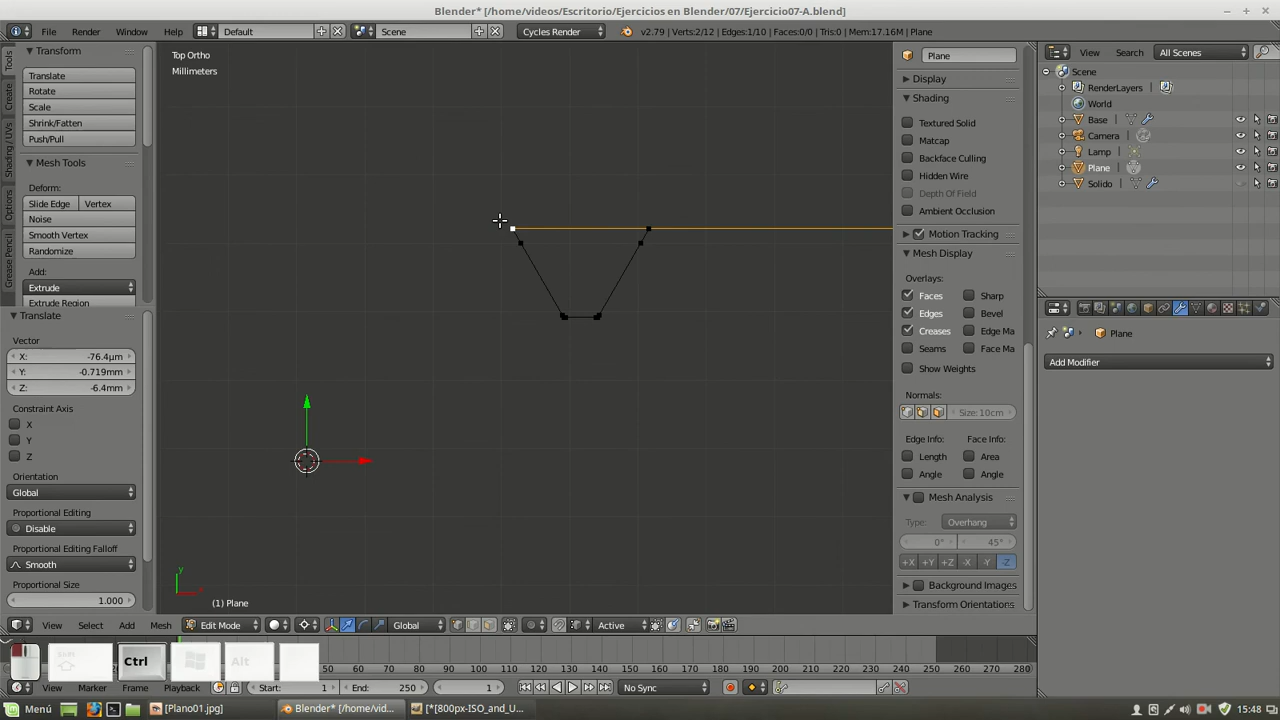 Blender* [/home/videos/Escritorio/Ejercicios en Blender/07/Ejercicio07-A.blend]
File Render Window Help Default Scene Cycles Render v2.79 | Verts:2/12 | Edges:1/10 | Faces:0/0 | Tris:0 | Mem:17.16M | Plane
Tools
Create
Shading / UVs
Options
Grease Pencil
Transform
Translate
Rotate
Scale
Shrink/Fatten
Push/Pull
Mesh Tools
Deform:
Slide Edge Vertex
Noise
Smooth Vertex
Randomize
Add:
Extrude
Extrude Region
Translate
Vector
X: -76.4µm
Y: -0.719mm
Z: -6.4mm
Constraint Axis
X
Y
Z
Orientation
Global
Proportional Editing
Disable
Proportional Editing Falloff
Smooth
Proportional Size
1.000
Top Ortho
Millimeters
y
(1) Plane
Plane
Display
Shading
Textured Solid
Matcap
Backface Culling
Hidden Wire
Depth Of Field
Ambient Occlusion
Motion Tracking
Mesh Display
Overlays:
Faces Sharp
Edges Bevel
Creases Edge Ma
Seams Face Ma
Show Weights
Normals:
Size:10cm
Edge Info: Face Info:
Length Area
Angle Angle
Mesh Analysis
Type: Overhang
0° 45°
+X +Y +Z -X -Y -Z
Background Images
Transform Orientations
View Search All Scenes
Scene
RenderLayers
World
Base
Camera
Lamp
Plane
Solido
Plane
Add Modifier
View Select Add Mesh Edit Mode Global Active
50 60 70 80 90 100 110 120 130 140 150 160 170 180 190 200 210 220 230 240 250 260 270 280
Shift Ctrl Alt
View Marker Frame Playback Start: 1 End: 250 1 No Sync
Menú [Plano01.jpg] Blender* [/home/vid... [*[800px-ISO_and_U... 15:48